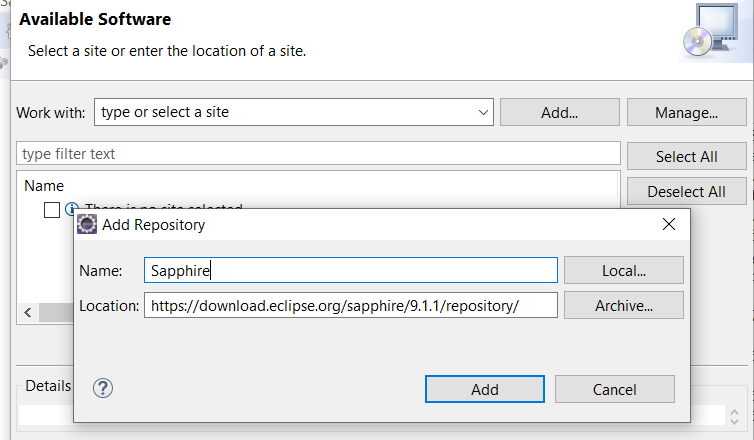 Available Software
Select a site or enter the location of a site.
Work with: type or select a site Add... Manage...
type filter text Select All
Name Deselect All
There is no site selected
Add Repository
Name: Sapphire Local...
Location: https://download.eclipse.org/sapphire/9.1.1/repository/ Archive...
Add Cancel
Details